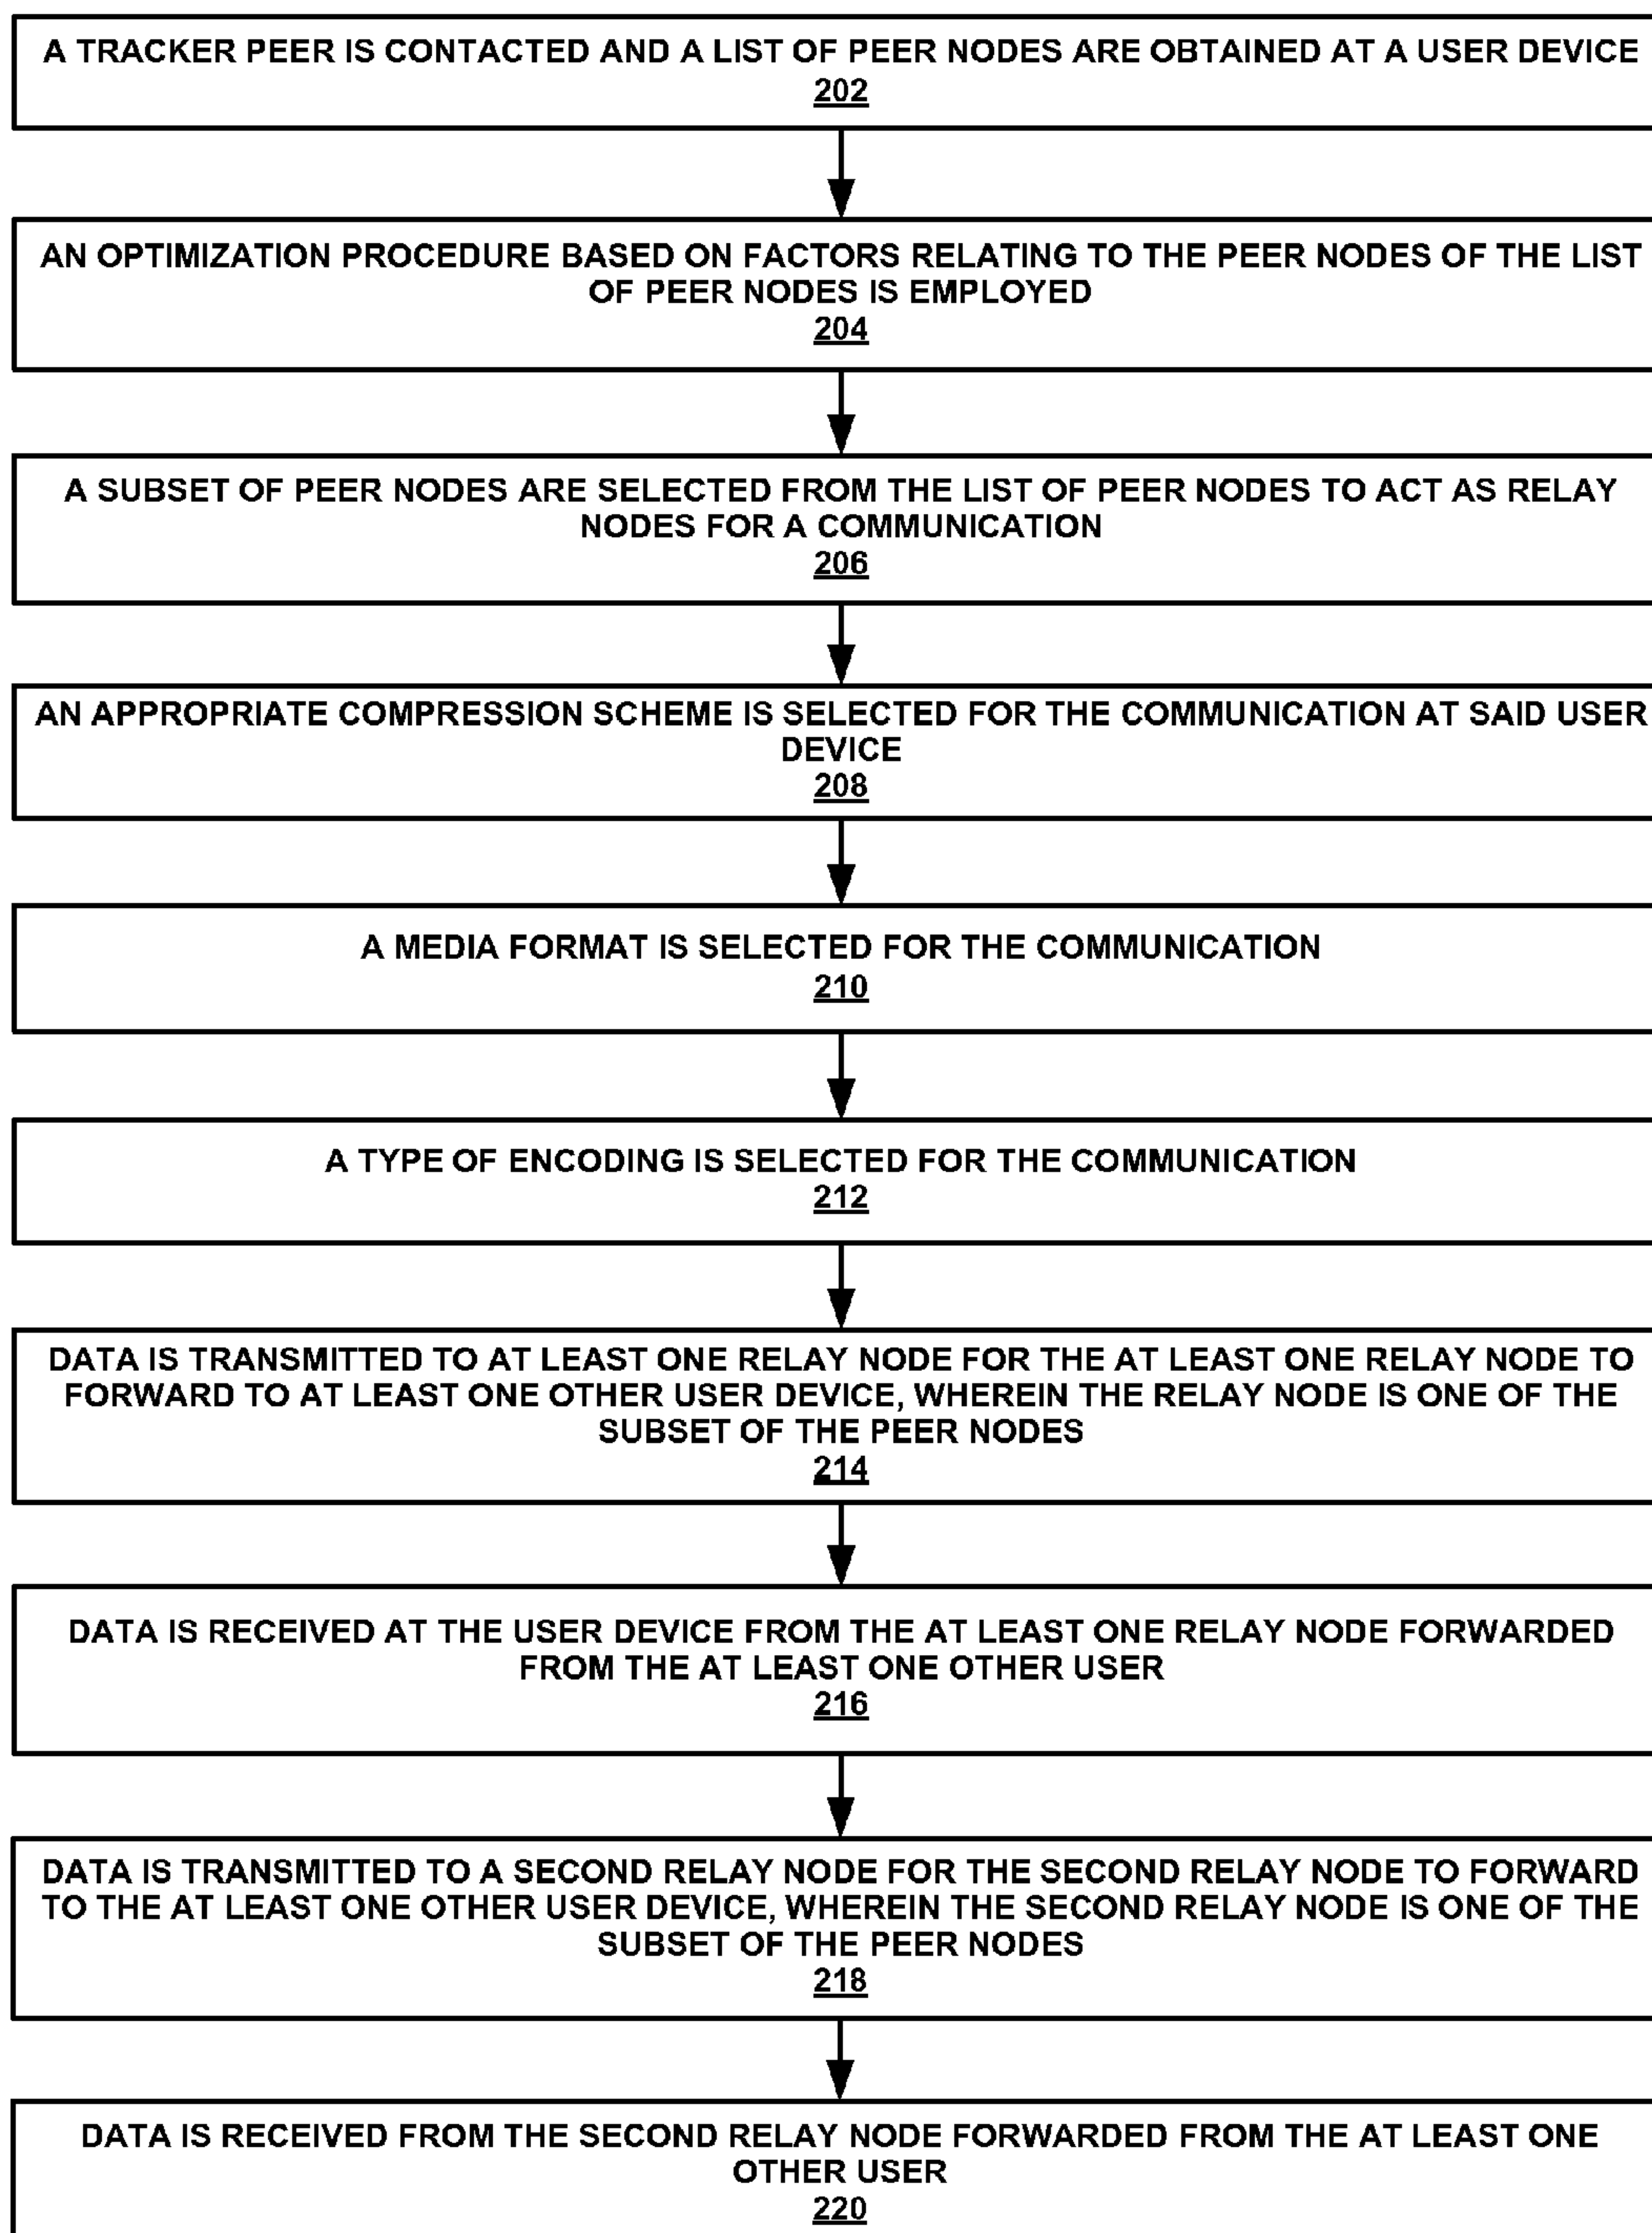 A TRACKER PEER IS CONTACTED AND A LIST OF PEER NODES ARE OBTAINED AT A USER DEVICE
202
AN OPTIMIZATION PROCEDURE BASED ON FACTORS RELATING TO THE PEER NODES OF THE LIST
OF PEER NODES IS EMPLOYED
204
A SUBSET OF PEER NODES ARE SELECTED FROM THE LIST OF PEER NODES TO ACT AS RELAY
NODES FOR A COMMUNICATION
206
AN APPROPRIATE COMPRESSION SCHEME IS SELECTED FOR THE COMMUNICATION AT SAID USER
DEVICE
208
A MEDIA FORMAT IS SELECTED FOR THE COMMUNICATION
210
A TYPE OF ENCODING IS SELECTED FOR THE COMMUNICATION
212
DATA IS TRANSMITTED TO AT LEAST ONE RELAY NODE FOR THE AT LEAST ONE RELAY NODE TO
FORWARD TO AT LEAST ONE OTHER USER DEVICE, WHEREIN THE RELAY NODE IS ONE OF THE
SUBSET OF THE PEER NODES
214
DATA IS RECEIVED AT THE USER DEVICE FROM THE AT LEAST ONE RELAY NODE FORWARDED
FROM THE AT LEAST ONE OTHER USER
216
DATA IS TRANSMITTED TO A SECOND RELAY NODE FOR THE SECOND RELAY NODE TO FORWARD
TO THE AT LEAST ONE OTHER USER DEVICE, WHEREIN THE SECOND RELAY NODE IS ONE OF THE
SUBSET OF THE PEER NODES
218
DATA IS RECEIVED FROM THE SECOND RELAY NODE FORWARDED FROM THE AT LEAST ONE
OTHER USER
220